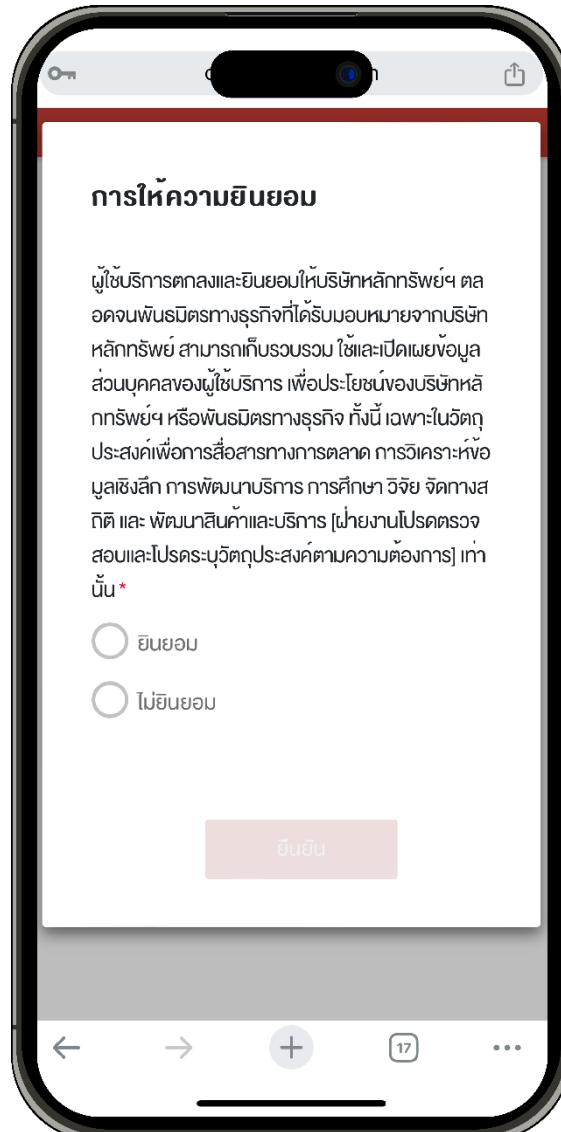 การให้ความยินยอม
ผู้ใช้บริการตกลงและยินยอมให้บริษัทหลักทรัพย์ฯ ตล
อดจนพันธมิตรทางธุรกิจที่ได้รับมอบหมายจากบริษัท
หลักทรัพย์ สามารถเก็บรวบรวม ใช้และเปิดเผยข้อมูล
ส่วนบุคคลของผู้ใช้บริการ เพื่อประโยชน์ของบริษัทหลั
กทรัพย์ฯ หรือพันธมิตรทางธุรกิจ ทั้งนี้ เฉพาะในวัตถุ
ประสงค์เพื่อการสื่อสารทางการตลาด การวิเคราะห์ข้อ
มูลเชิงลึก การพัฒนาบริการ การศึกษา วิจัย จัดทางส
ถิติ และ พัฒนาสินค้าและบริการ [ฝ่ายงานโปรดตรวจ
สอบและโปรดระบุวัตถุประสงค์ตามความต้องการ] เท่า
นั้น *
ยินยอม
ไม่ยินยอม
ยืนยัน
17